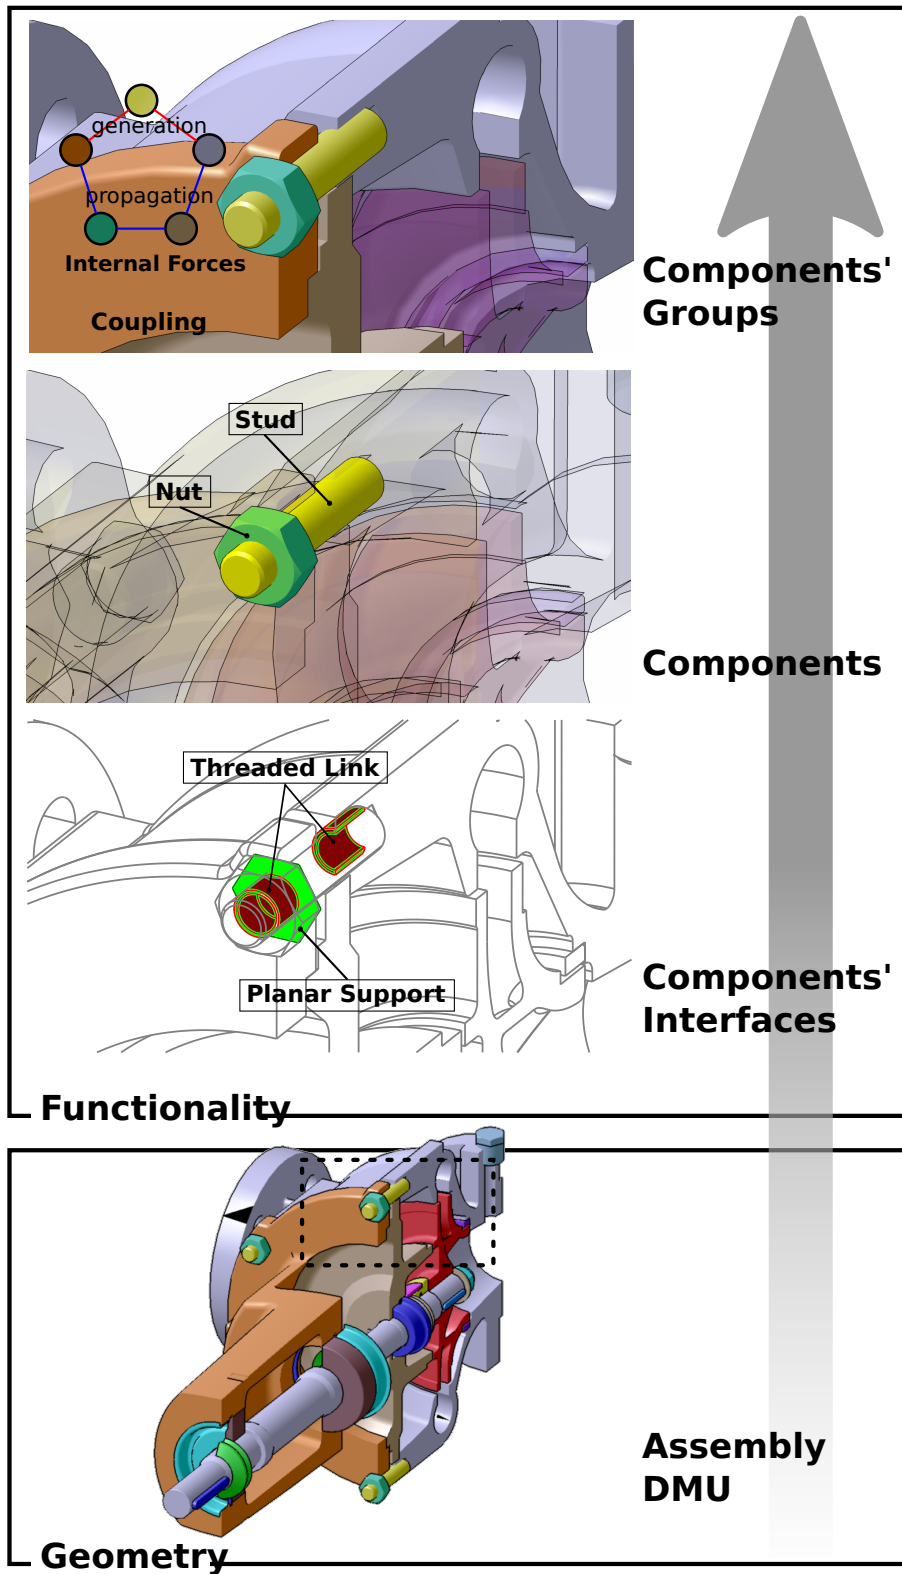 generation
propagation
Internal Forces
Coupling
Components'
Groups
Stud
Nut
Components
Threaded Link
Planar Support
Components'
Interfaces
Functionality
Assembly
DMU
Geometry